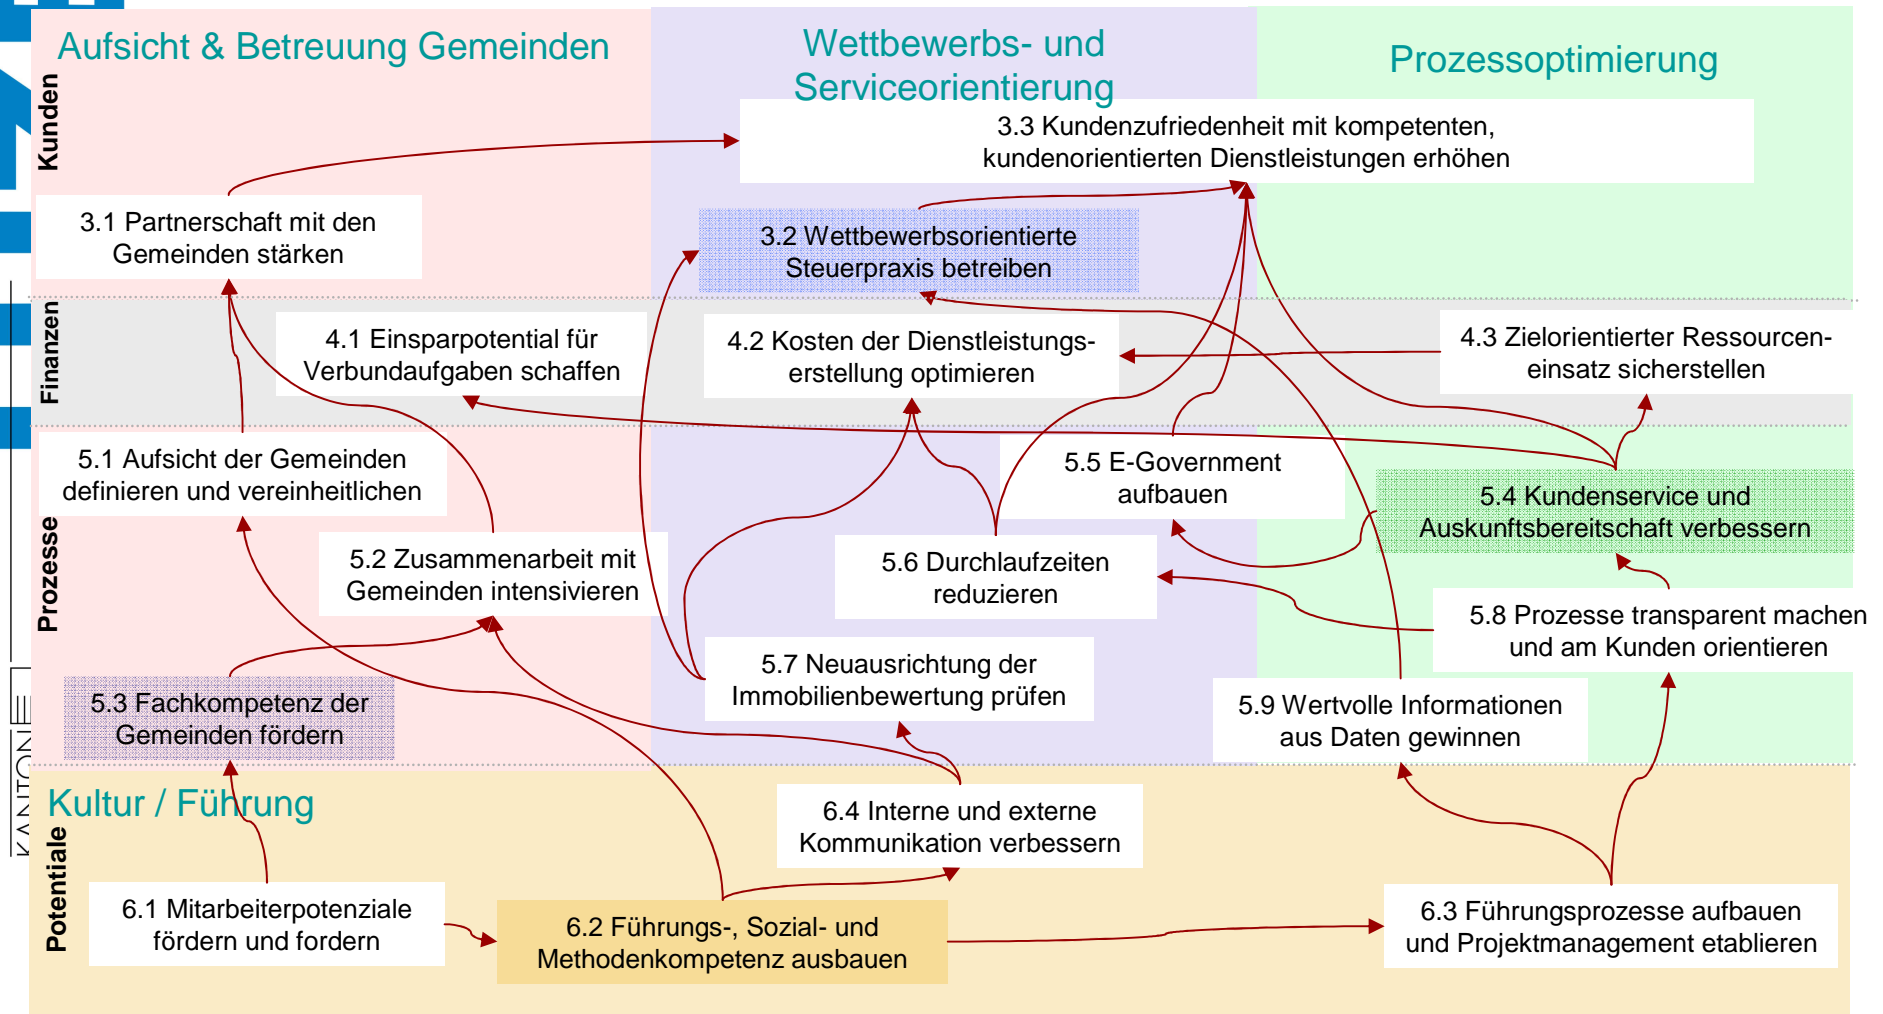 Aufsicht & Betreuung Gemeinden
Wettbewerbs- und
Serviceorientierung
Prozessoptimierung
Kunden
3.3 Kundenzufriedenheit mit kompetenten,
kundenorientierten Dienstleistungen erhöhen
3.1 Partnerschaft mit den
Gemeinden stärken
3.2 Wettbewerbsorientierte
Steuerpraxis betreiben
Finanzen
4.1 Einsparpotential für
Verbundaufgaben schaffen
4.2 Kosten der Dienstleistungs-
erstellung optimieren
4.3 Zielorientierter Ressourcen-
einsatz sicherstellen
Prozesse
5.1 Aufsicht der Gemeinden
definieren und vereinheitlichen
5.5 E-Government
aufbauen
5.4 Kundenservice und
Auskunftsbereitschaft verbessern
5.2 Zusammenarbeit mit
Gemeinden intensivieren
5.6 Durchlaufzeiten
reduzieren
5.8 Prozesse transparent machen
und am Kunden orientieren
5.3 Fachkompetenz der
Gemeinden fördern
5.7 Neuausrichtung der
Immobilienbewertung prüfen
5.9 Wertvolle Informationen
aus Daten gewinnen
KANTON
Kultur / Führung
Potentiale
6.4 Interne und externe
Kommunikation verbessern
6.1 Mitarbeiterpotenziale
fördern und fordern
6.2 Führungs-, Sozial- und
Methodenkompetenz ausbauen
6.3 Führungsprozesse aufbauen
und Projektmanagement etablieren